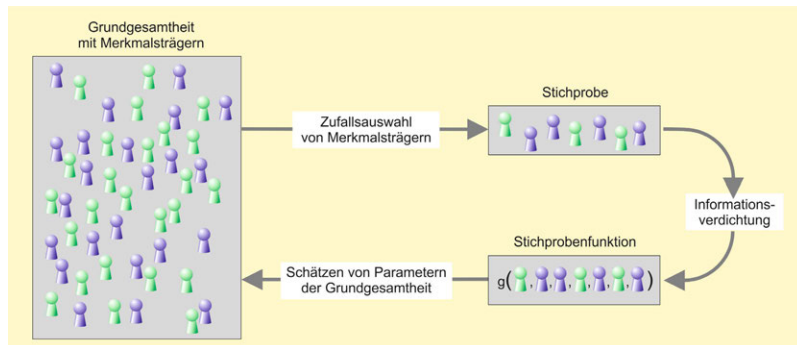 Grundgesamtheit
mit Merkmalsträgern
Zufallsauswahl
von Merkmalsträgern
Stichprobe
Informations-
verdichtung
Stichprobenfunktion
g( , , , , , , )
Schätzen von Parametern
der Grundgesamtheit